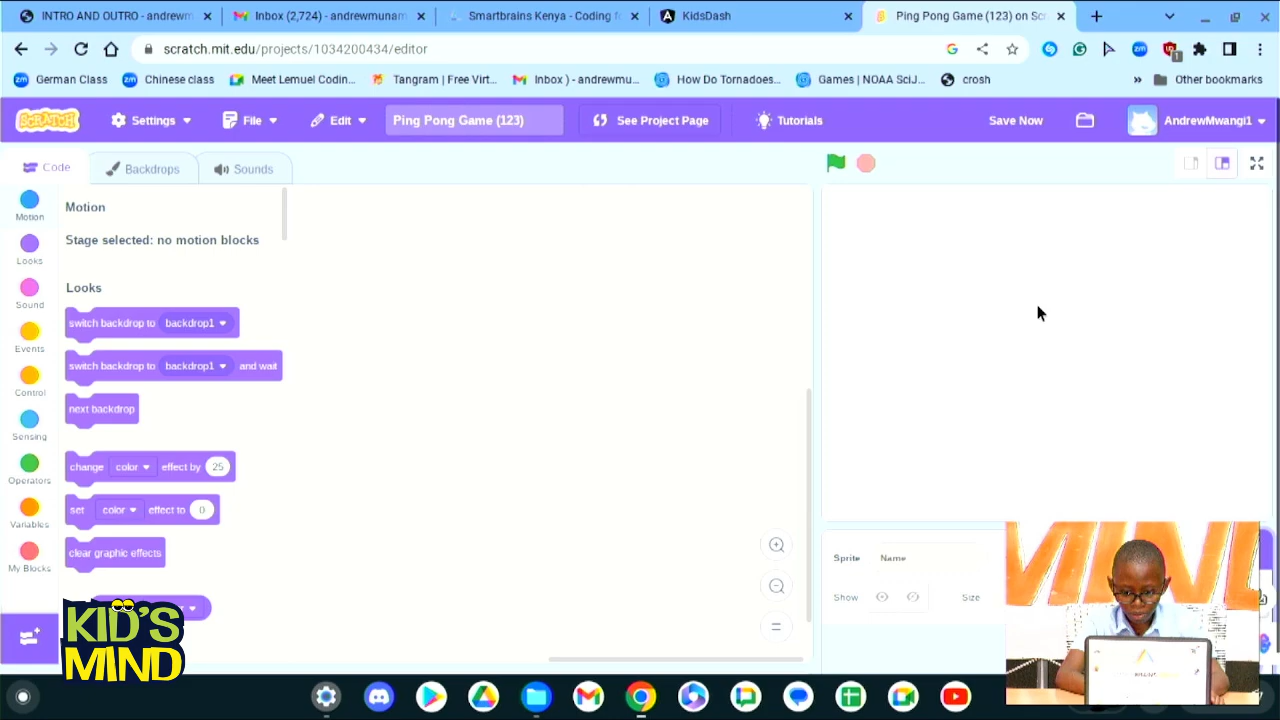 INTRO AND OUTRO - andrewm
Inbox (2,724) - andrewmunam
Smartbrains Kenya - Coding f
KidsDash
Ping Pong Game (123) on Scr
scratch.mit.edu/projects/1034200434/editor
German Class
Chinese class
Meet Lemuel Codin...
Tangram | Free Virt...
Inbox ) - andrewmu...
How Do Tornadoes...
Games | NOAA SciJ...
crosh
Other bookmarks
SCRATCH
Settings
File
Edit
Ping Pong Game (123)
See Project Page
Tutorials
Save Now
AndrewMwangi1
Code
Backdrops
Sounds
Motion
Looks
Sound
Events
Control
Sensing
Operators
Variables
My Blocks
Motion
Stage selected: no motion blocks
Looks
switch backdrop to backdrop1
switch backdrop to backdrop1 and wait
next backdrop
change color effect by 25
set color effect to 0
clear graphic effects
Sprite Name
Show Size
KID'S
MIND
MIND